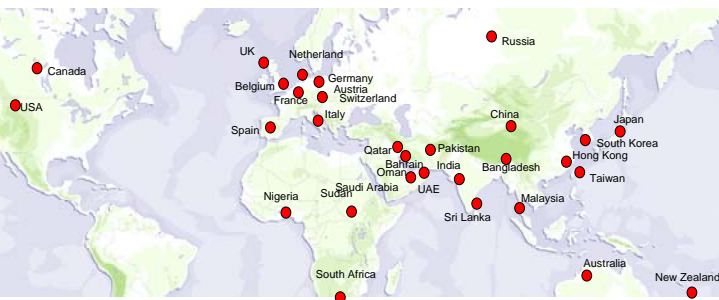 Russia
UK
Netherland
Canada
Germany
Belgium
Austria
France
Switzerland
USA
Italy
China
Japan
Spain
South Korea
Qatar
Pakistan
Hong Kong
Bahrain
India
Bangladesh
Oman
Taiwan
Saudi Arabia
UAE
Nigeria
Sudan
Malaysia
Sri Lanka
Australia
South Africa
New Zealand